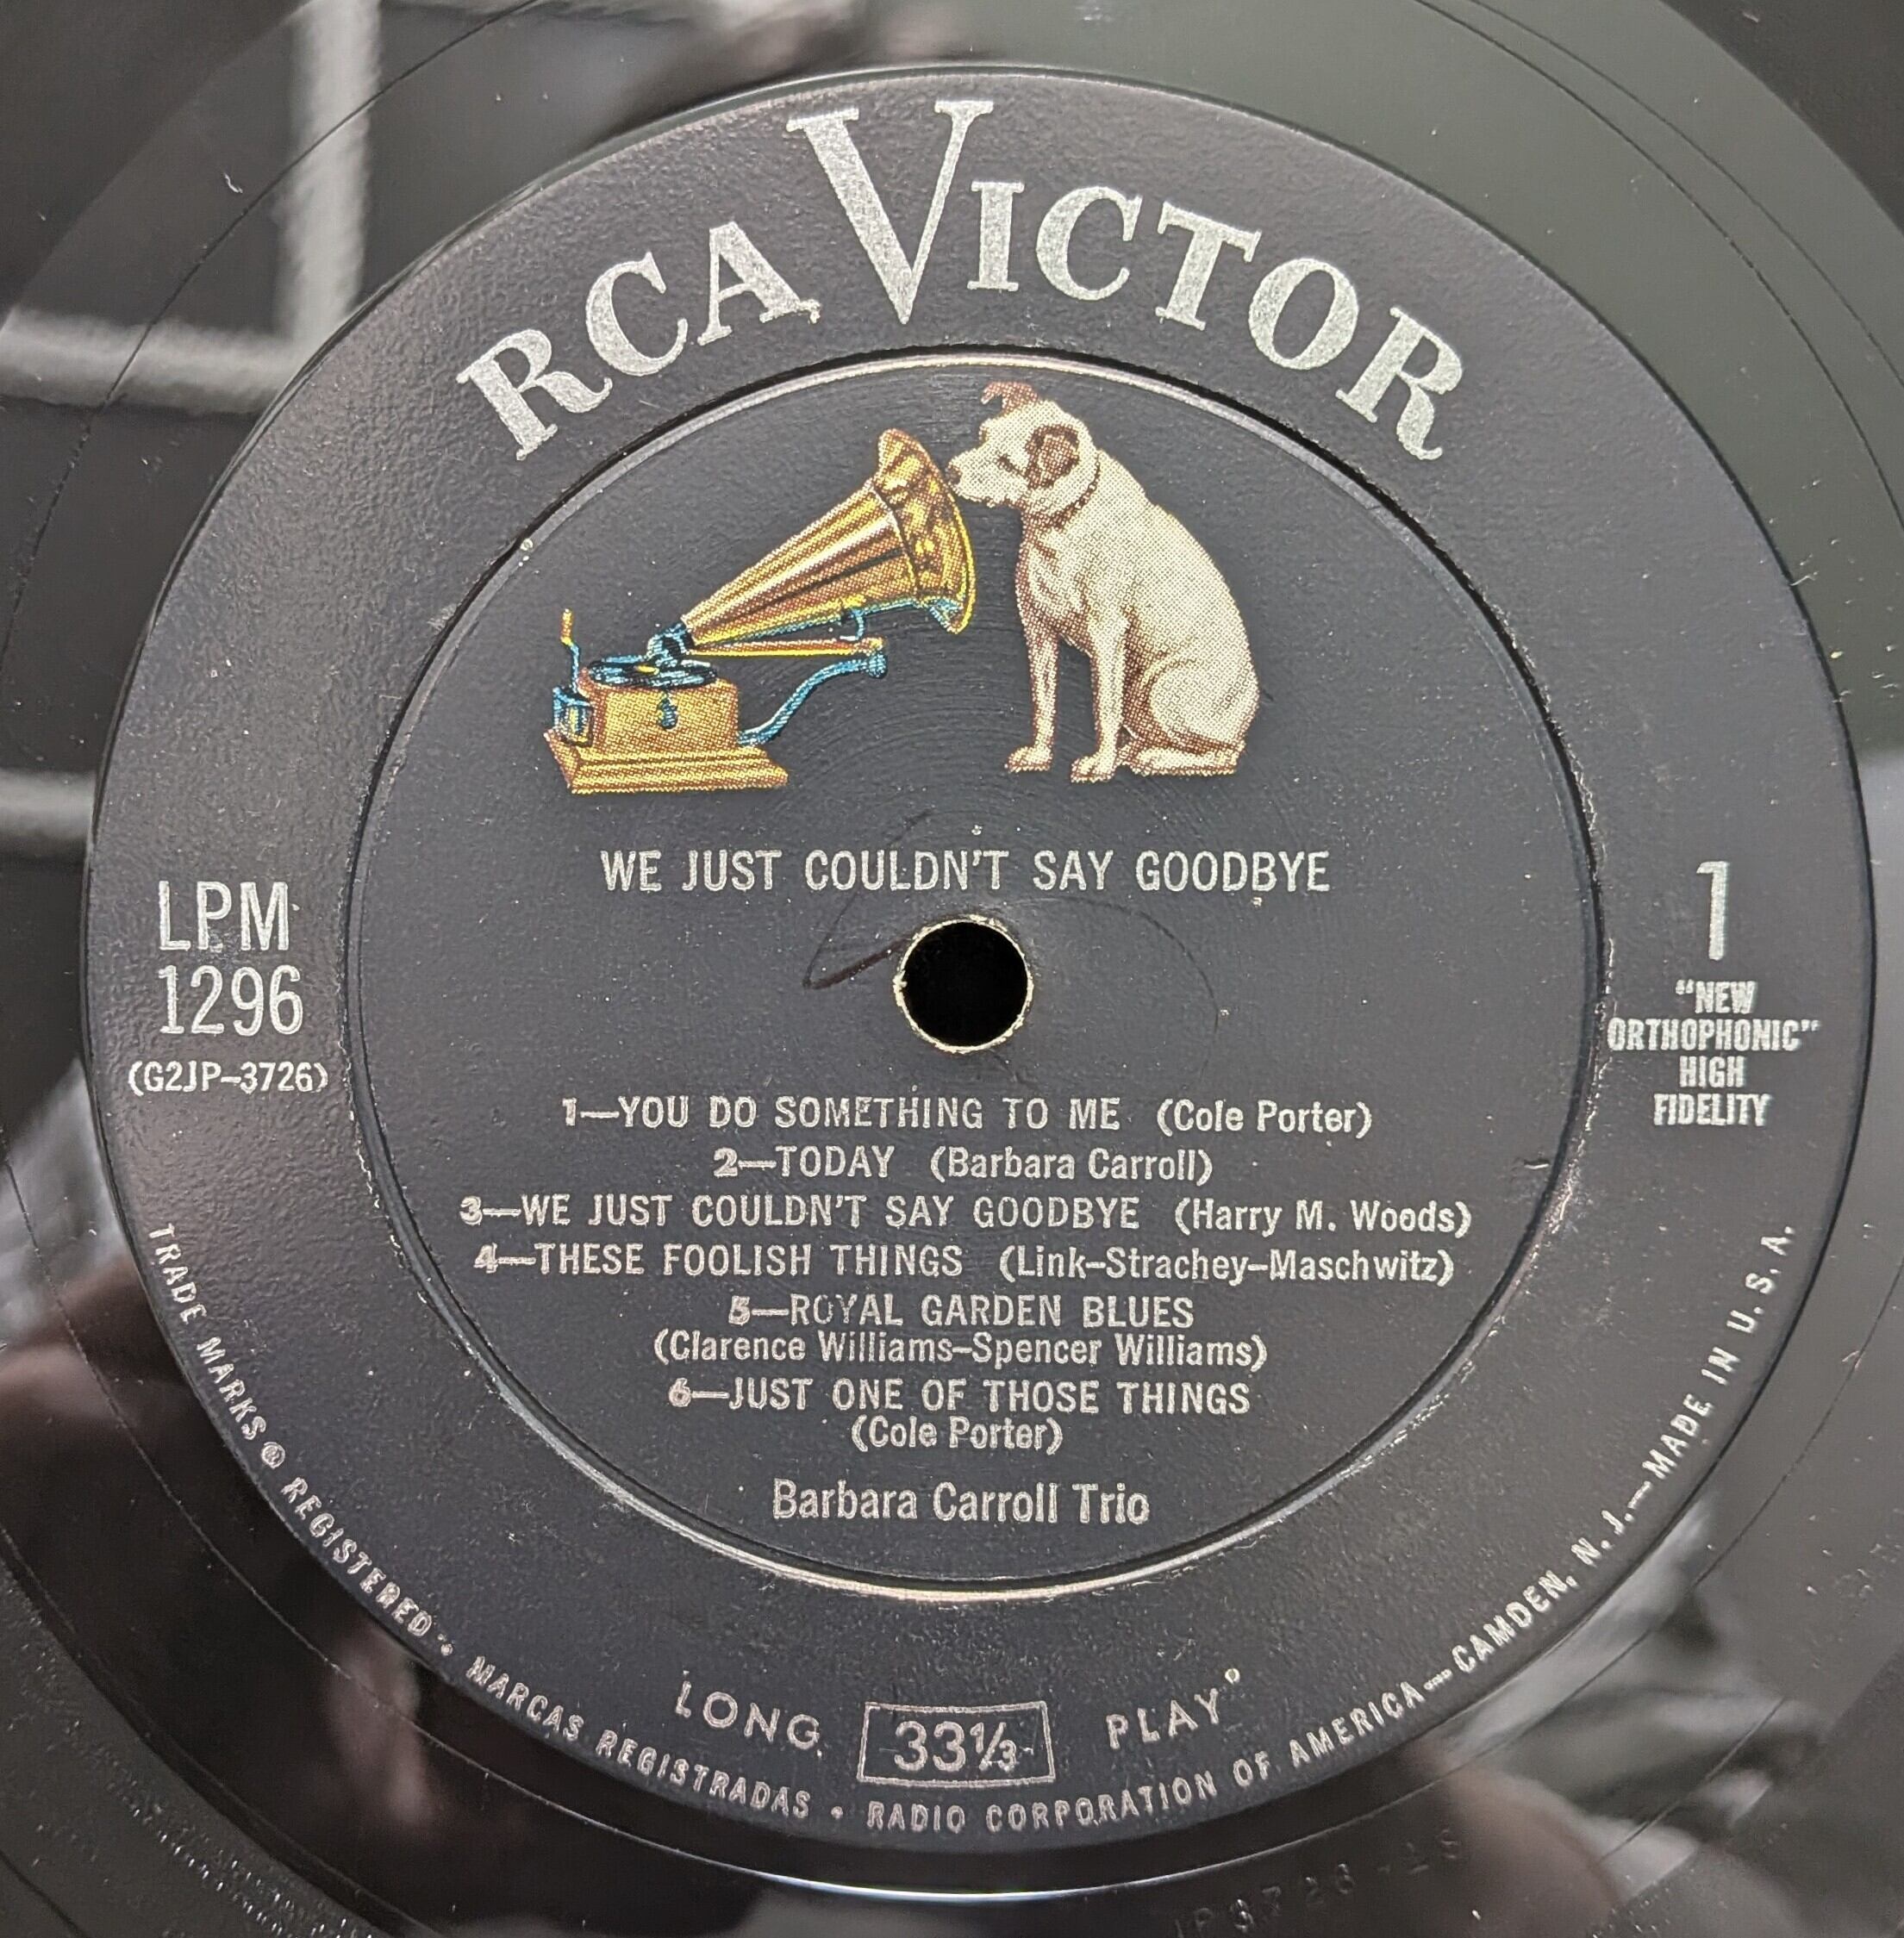 RCA VICTOR
WE JUST COULDN'T SAY GOODBYE
LPM
1296
(G2JP-3726)
1
"NEW
ORTHOPHONIC"
HIGH
FIDELITY
1—YOU DO SOMETHING TO ME (Cole Porter)
2—TODAY (Barbara Carroll)
3—WE JUST COULDN'T SAY GOODBYE (Harry M. Woods)
4—THESE FOOLISH THINGS (Link-Strachey-Maschwitz)
5—ROYAL GARDEN BLUES
(Clarence Williams-Spencer Williams)
6—JUST ONE OF THOSE THINGS
(Cole Porter)
Barbara Carroll Trio
LONG 33⅓ PLAY
TRADE MARKS ® REGISTERED • MARCAS REGISTRADAS • RADIO CORPORATION OF AMERICA—CAMDEN, N. J.—MADE IN U. S. A.